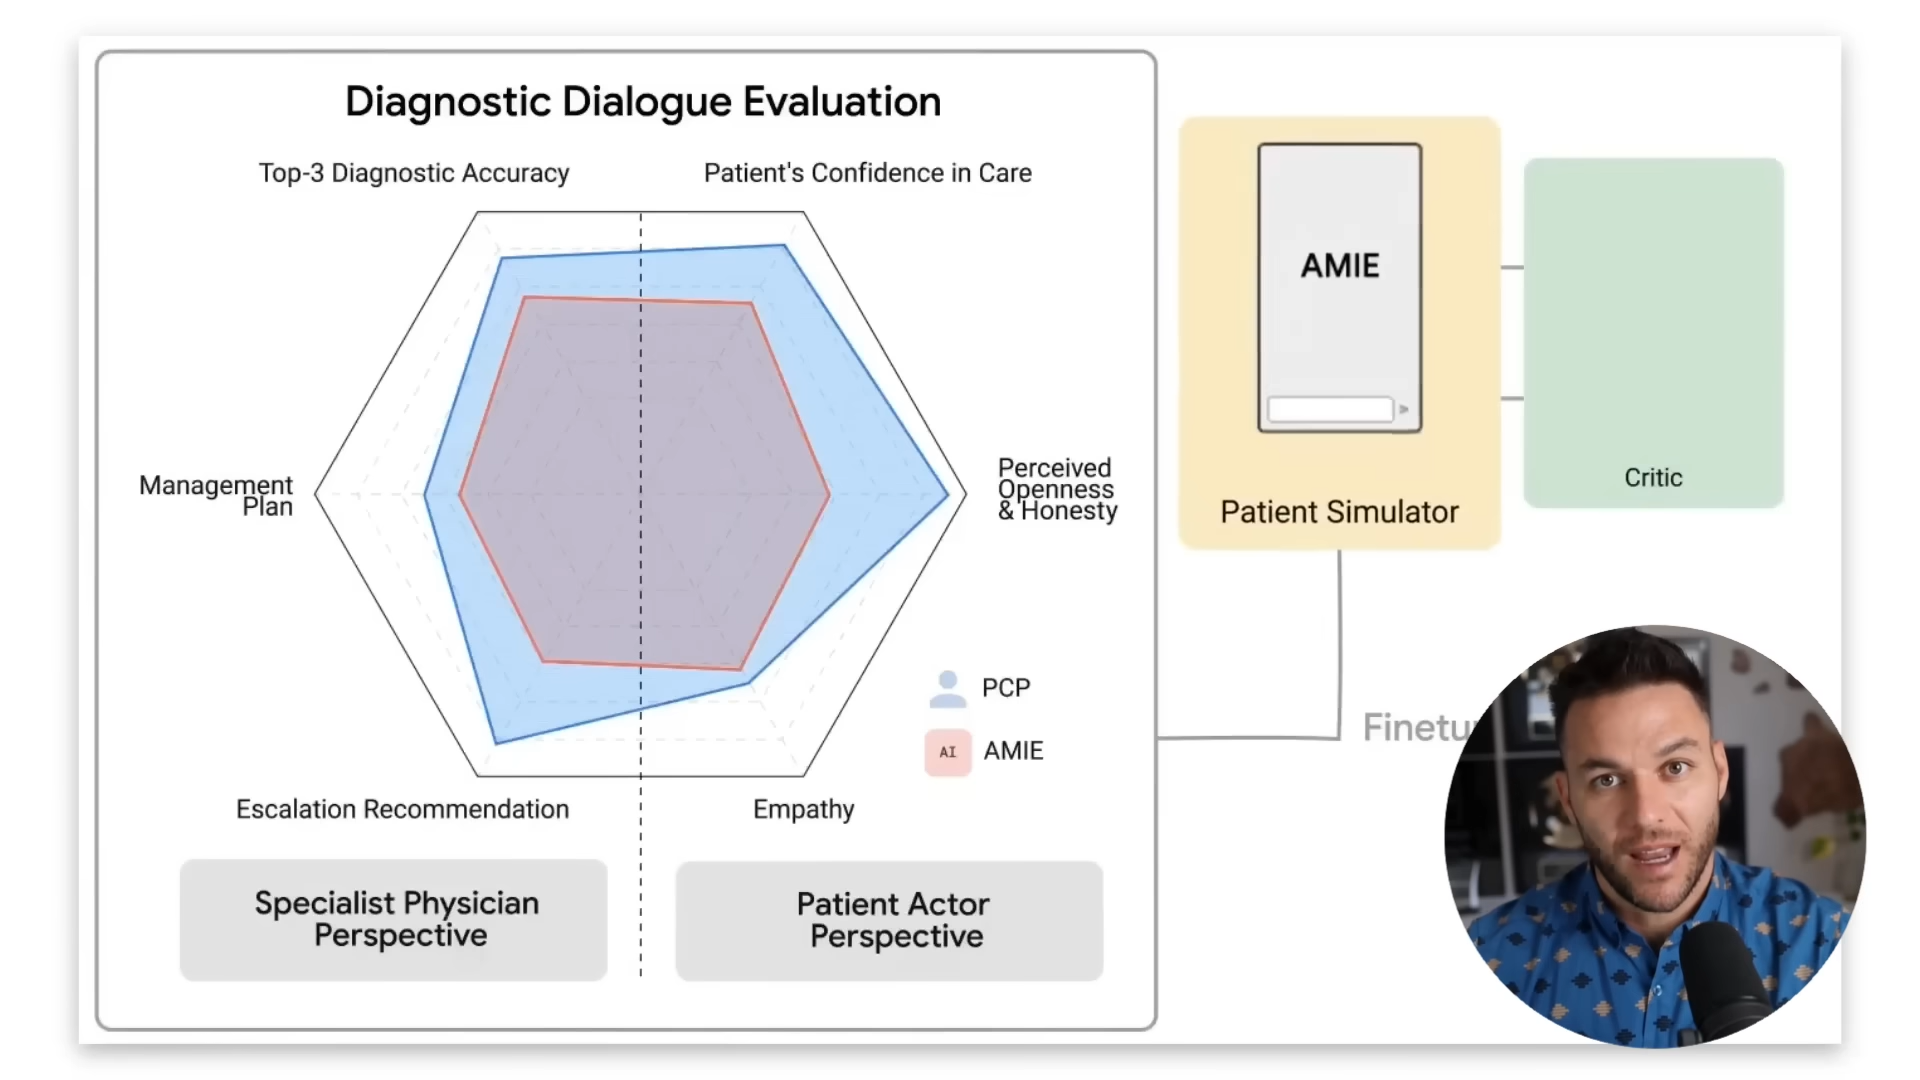 Diagnostic Dialogue Evaluation
Top-3 Diagnostic Accuracy
Patient's Confidence in Care
Management
Plan
Perceived
Openness
& Honesty
PCP
AI
AMIE
Escalation Recommendation
Empathy
Specialist Physician
Perspective
Patient Actor
Perspective
AMIE
Patient Simulator
Critic
Finetu